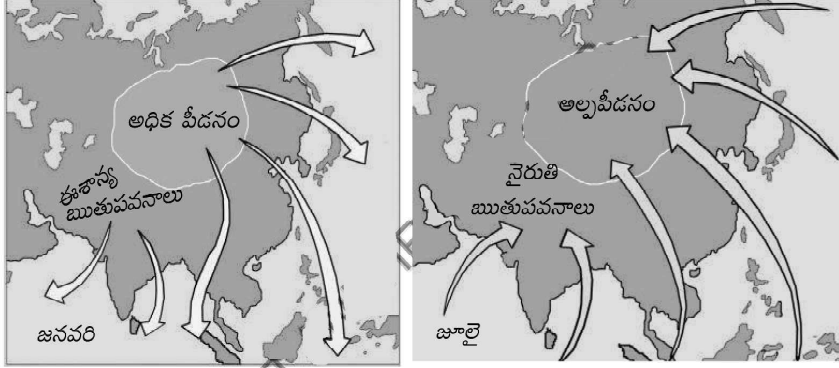 అధిక పీడనం
ఈశాన్య
ఋతుపవనాలు
జనవరి
అల్పపీడనం
నైరుతి
ఋతుపవనాలు
జూలై